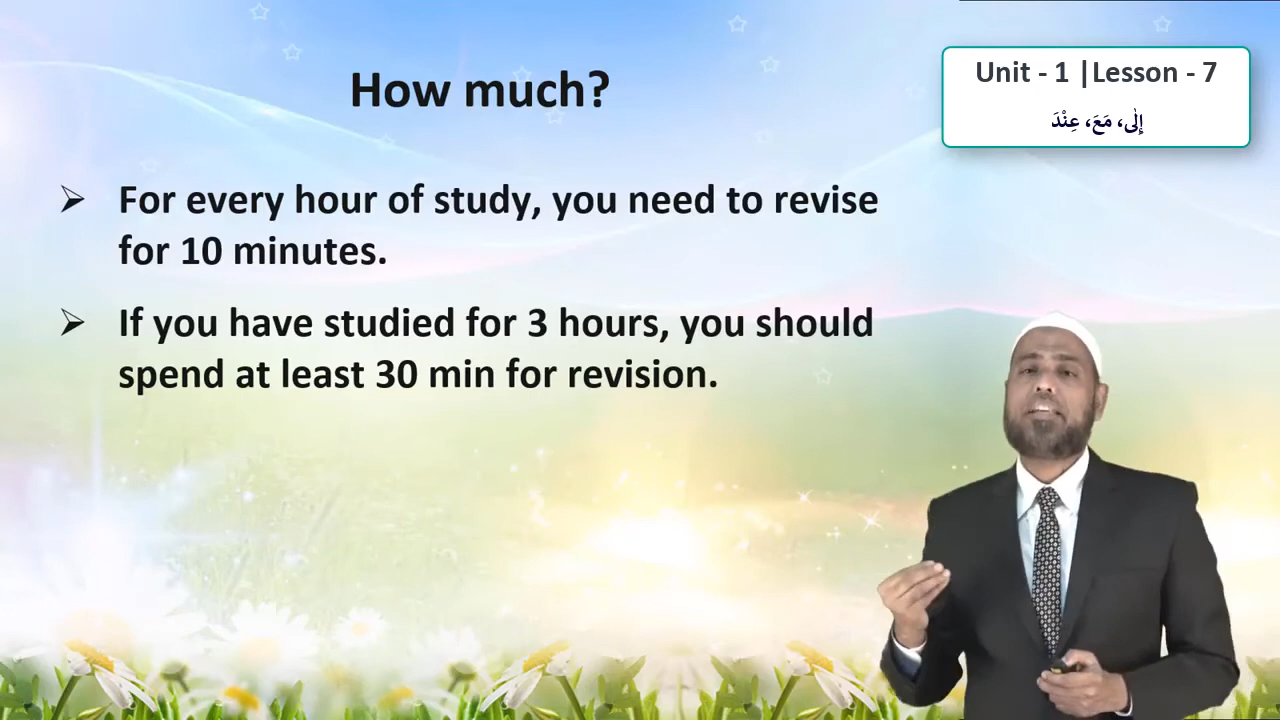 How much?
Unit - 1 |Lesson - 7
إِلٰى، مَعَ، عِنْدَ
➢ For every hour of study, you need to revise
for 10 minutes.
➢ If you have studied for 3 hours, you should
spend at least 30 min for revision.